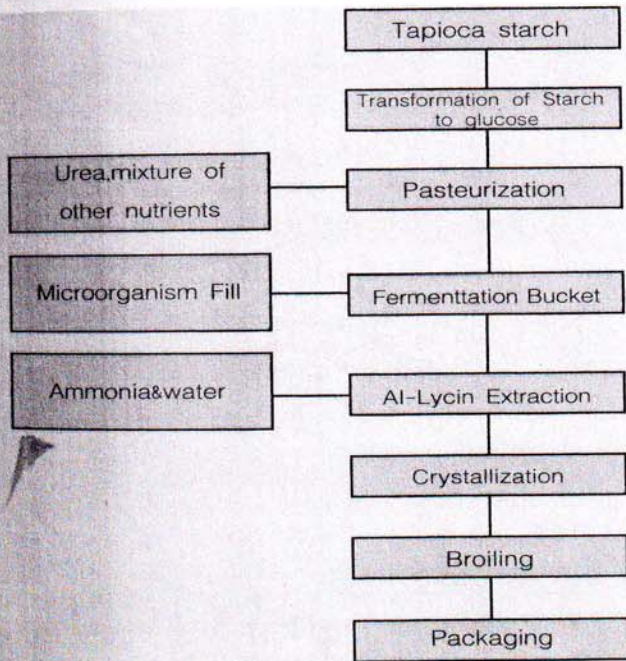 Tapioca starch
Transformation of Starch
to glucose
Urea,mixture of
other nutrients
Pasteurization
Microorganism Fill
Fermenttation Bucket
Ammonia&water
Al-Lycin Extraction
Crystallization
Broiling
Packaging